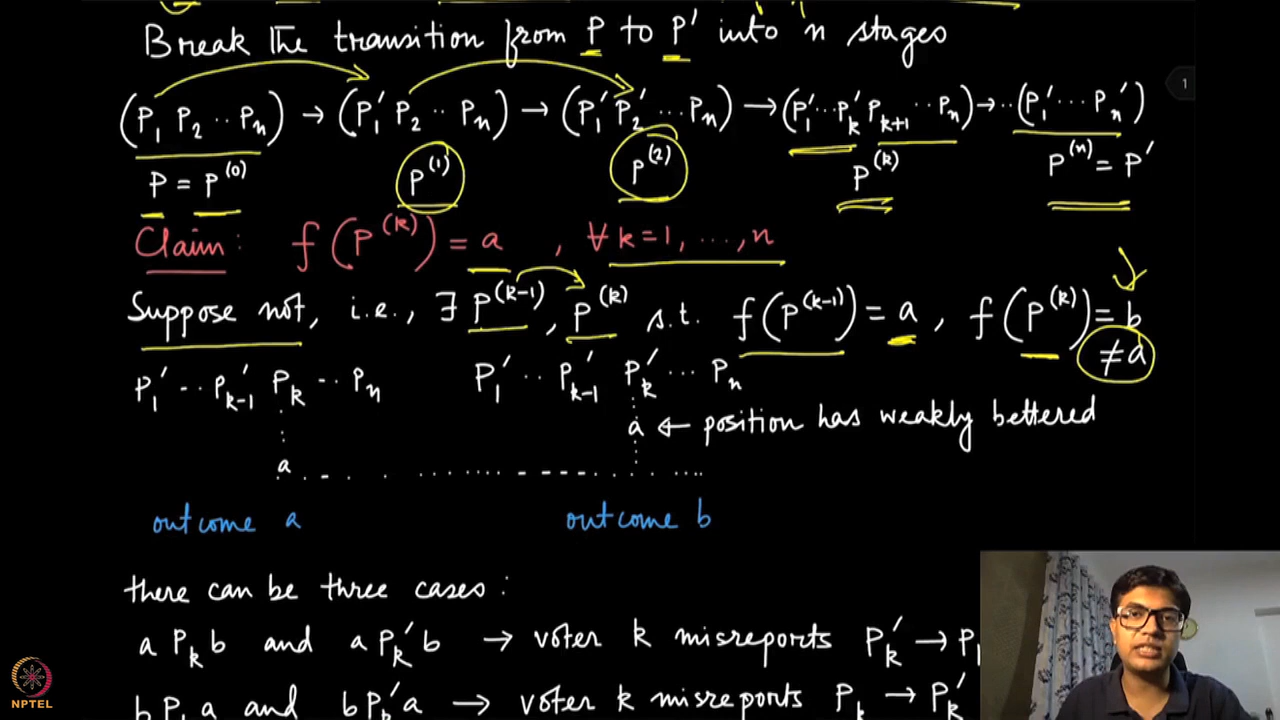 Break the transition from P to P' into n stages
(P₁ P₂ ·· Pₙ) → (P₁' P₂ ·· Pₙ) → (P₁' P₂' ... Pₙ) → (P₁' ... Pₖ' Pₖ₊₁ ·· Pₙ) → ·· (P₁' ... Pₙ')
P = P⁽⁰⁾ P⁽¹⁾ P⁽²⁾ P⁽ᵏ⁾ P⁽ⁿ⁾ = P'
1
Claim: f(P⁽ᵏ⁾) = a , ∀ k = 1, ..., n
Suppose not, i.e., ∃ P⁽ᵏ⁻¹⁾, P⁽ᵏ⁾ s.t. f(P⁽ᵏ⁻¹⁾) = a , f(P⁽ᵏ⁾) = b
≠ a
P₁' ·· Pₖ₋₁' Pₖ ·· Pₙ P₁' ·· Pₖ₋₁' Pₖ' ... Pₙ
a ← position has weakly bettered
a
outcome a outcome b
there can be three cases :
a Pₖ b and a Pₖ' b → voter k misreports Pₖ' →
b Pₖ a and b Pₖ' a → voter k misreports Pₖ → Pₖ'
NPTEL